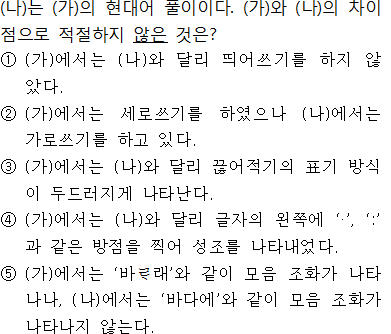 (나)는 (가)의 현대어 풀이이다. (가)와 (나)의 차이
점으로 적절하지 않은 것은?
① (가)에서는 (나)와 달리 띄어쓰기를 하지 않
았다.
② (가)에서는 세로쓰기를 하였으나 (나)에서는
가로쓰기를 하고 있다.
③ (가)에서는 (나)와 달리 끊어적기의 표기 방식
이 두드러지게 나타난다.
④ (가)에서는 (나)와 달리 글자의 왼쪽에 ‘·’, ‘:’
과 같은 방점을 찍어 성조를 나타내었다.
⑤ (가)에서는 ‘바ᄅᆞ래’와 같이 모음 조화가 나타
나나, (나)에서는 ‘바다에’와 같이 모음 조화가
나타나지 않는다.